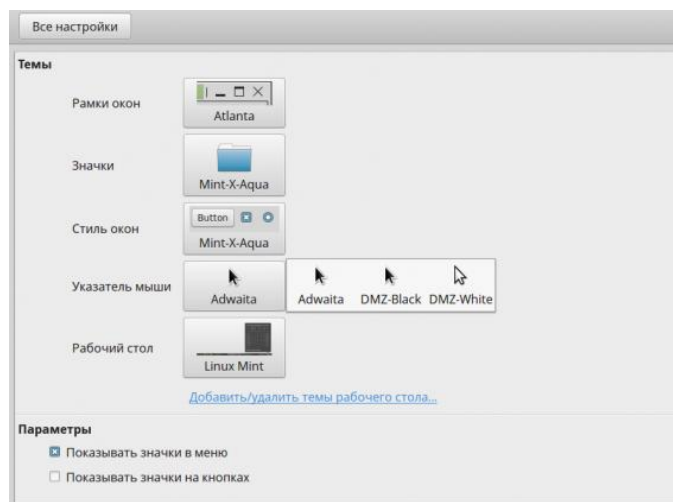 Все настройки
Темы
Рамки окон
Atlanta
Значки
Mint-X-Aqua
Стиль окон
Button
Mint-X-Aqua
Указатель мыши
Adwaita
Adwaita DMZ-Black DMZ-White
Рабочий стол
Linux Mint
Добавить/удалить темы рабочего стола...
Параметры
Показывать значки в меню
Показывать значки на кнопках